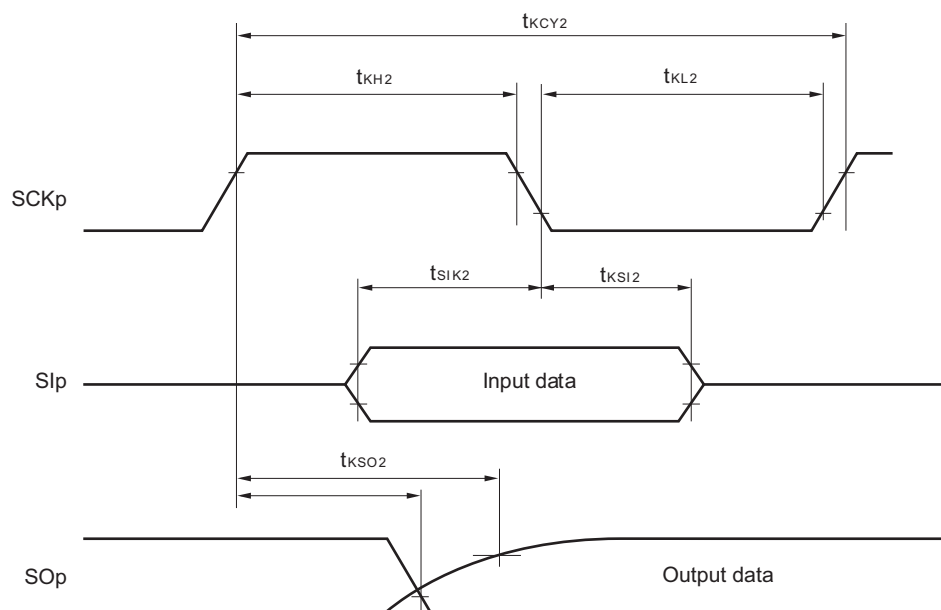 tKCY2
tKH2
tKL2
SCKp
tSIK2
tKSI2
SIp
Input data
tKSO2
SOp
Output data